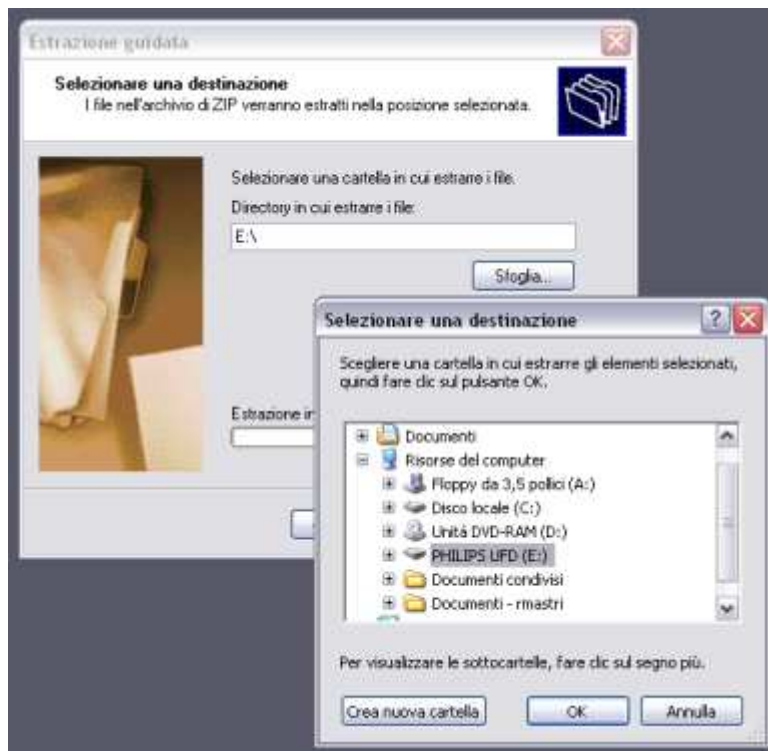 Estrazione guidata
Selezionare una destinazione
I file nell'archivio di ZIP verranno estratti nella posizione selezionata.
Selezionare una cartella in cui estrarre i file.
Directory in cui estrarre i file:
E:\
Sfoglia...
Estrazione in
Selezionare una destinazione
Scegliere una cartella in cui estrarre gli elementi selezionati,
quindi fare clic sul pulsante OK.
Documenti
Risorse del computer
Floppy da 3,5 pollici (A:)
Disco locale (C:)
Unità DVD-RAM (D:)
PHILIPS UFD (E:)
Documenti condivisi
Documenti - rmastri
Per visualizzare le sottocartelle, fare clic sul segno più.
Crea nuova cartella
OK
Annulla